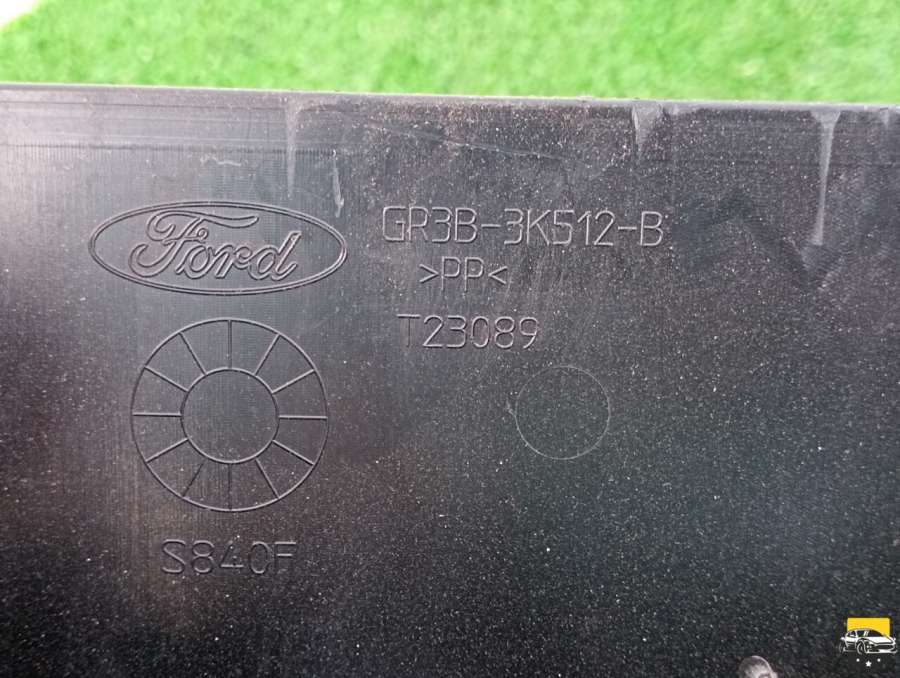 Ford
GR3B-3K512-B
>PP<
T23089
S840F